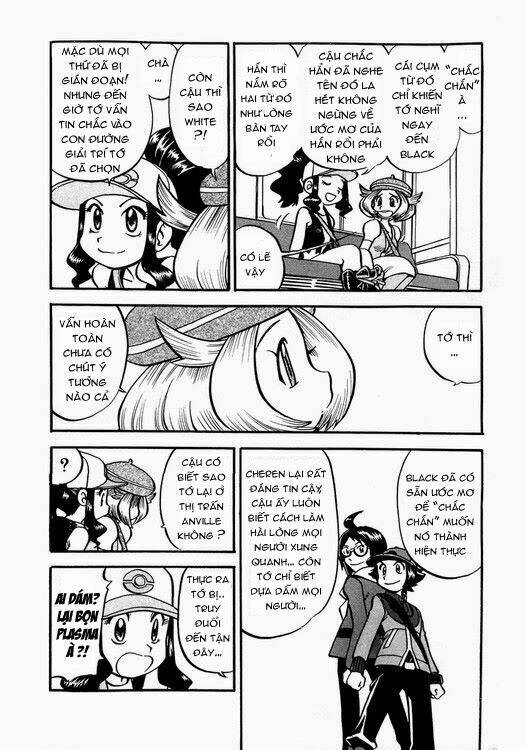 "CHẮC
CHẮN"
À
...
CÁI CỤM
TỪ ĐÓ
CHỈ KHIẾN
TỚ NGHĨ
NGAY
ĐẾN
BLACK
CẬU CHẮC
HẲN ĐÃ NGHE
TÊN ĐÓ LA
HÉT KHÔNG
NGỪNG VỀ
ƯỚC MƠ CỦA
HẮN RỒI PHẢI
KHÔNG
HẮN THÌ
NẮM RÕ
HAI TỪ ĐÓ
NHƯ LÒNG
BÀN TAY
RỒI
CÓ LẼ
VẬY
CÒN
CẬU THÌ
SAO
WHITE
?!
CHÀ
...
MẶC DÙ MỌI
THỨ ĐÃ BỊ
GIÁN ĐOẠN!
NHƯNG ĐẾN
GIỜ TỚ VẪN
TIN CHẮC VÀO
CON ĐƯỜNG
GIẢI TRÍ TỚ
ĐÃ CHỌN
TỚ THÌ
...
VẪN HOÀN
TOÀN
CHƯA CÓ
CHÚT Ý
TƯỞNG
NÀO CẢ
BLACK ĐÃ CÓ
SẴN ƯỚC MƠ
ĐỂ "CHẮC
CHẮN" MUỐN
NÓ THÀNH
HIỆN THỰC
CHEREN LẠI RẤT
ĐÁNG TIN CẬY,
CẬU ẤY LUÔN
BIẾT CÁCH LÀM
HÀI LÒNG MỌI
NGƯỜI XUNG
QUANH... CÒN
TỚ CHỈ BIẾT
DỰA DẪM MỌI
NGƯỜI...
CẬU CÓ
BIẾT SAO
TỚ LẠI Ở
THỊ TRẤN
ANVILLE
KHÔNG ?
?
THỰC RA
TỚ BỊ..
TRUY
ĐUỔI
ĐẾN TẬN
ĐÂY...
AI DÁM?
LẠI BỌN
PLASMA
À ?!